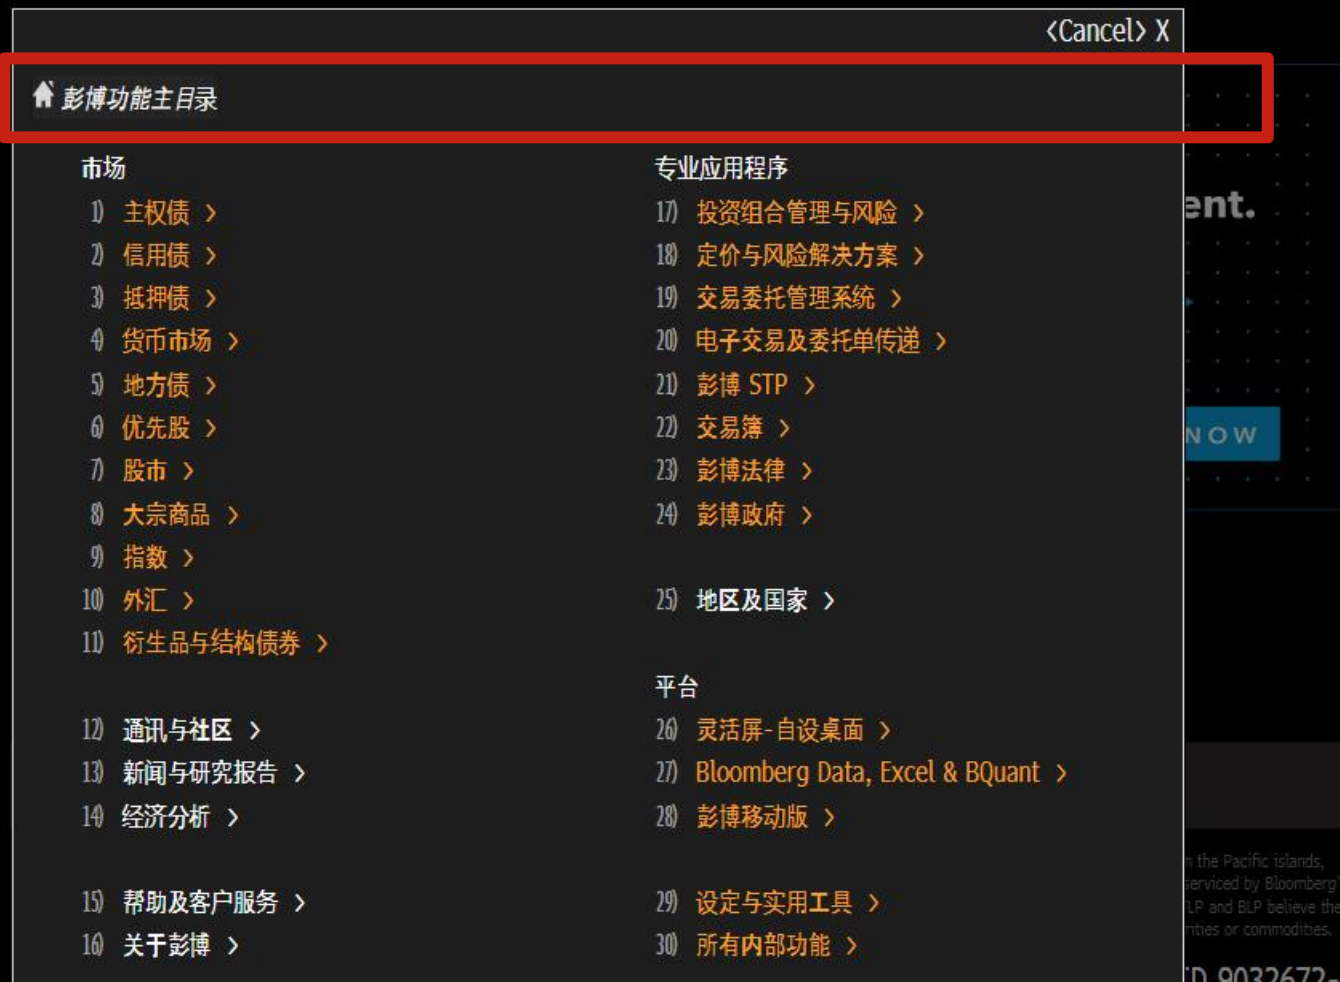 <Cancel> X
彭博功能主目录
市场
1) 主权债 >
2) 信用债 >
3) 抵押债 >
4) 货币市场 >
5) 地方债 >
6) 优先股 >
7) 股市 >
8) 大宗商品 >
9) 指数 >
10) 外汇 >
11) 衍生品与结构债券 >
12) 通讯与社区 >
13) 新闻与研究报告 >
14) 经济分析 >
15) 帮助及客户服务 >
16) 关于彭博 >
专业应用程序
17) 投资组合管理与风险 >
18) 定价与风险解决方案 >
19) 交易委托管理系统 >
20) 电子交易及委托单传递 >
21) 彭博 STP >
22) 交易簿 >
23) 彭博法律 >
24) 彭博政府 >
25) 地区及国家 >
平台
26) 灵活屏-自设桌面 >
27) Bloomberg Data, Excel & BQuant >
28) 彭博移动版 >
29) 设定与实用工具 >
30) 所有内部功能 >
ent.
NOW
n the Pacific islands,
serviced by Bloomberg
LP and BLP believe the
rities or commodities.
9032672-